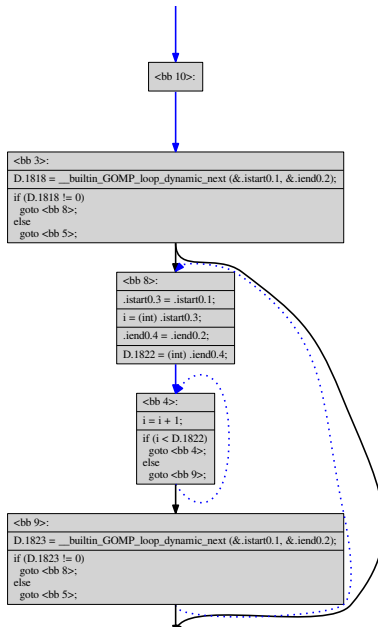 <bb 10>:
<bb 3>:
D.1818 = __builtin_GOMP_loop_dynamic_next (&.istart0.1, &.iend0.2);
if (D.1818 != 0)
goto <bb 8>;
else
goto <bb 5>;
<bb 8>:
.istart0.3 = .istart0.1;
i = (int) .istart0.3;
.iend0.4 = .iend0.2;
D.1822 = (int) .iend0.4;
<bb 4>:
i = i + 1;
if (i < D.1822)
goto <bb 4>;
else
goto <bb 9>;
<bb 9>:
D.1823 = __builtin_GOMP_loop_dynamic_next (&.istart0.1, &.iend0.2);
if (D.1823 != 0)
goto <bb 8>;
else
goto <bb 5>;